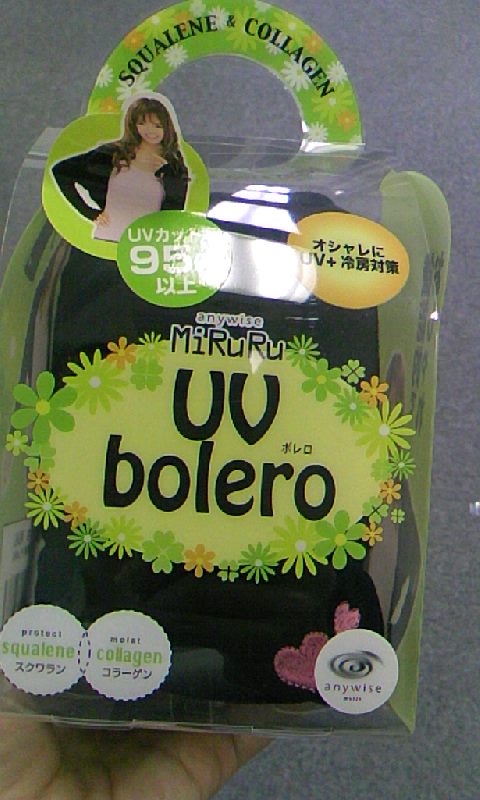 SQUALENE & COLLAGEN
UVカット
95
以上
オシャレに
UV+冷房対策
anywise
MiRuRu
UV
ボレロ
bolero
protect
squalene
スクワラン
moist
collagen
コラーゲン
anywise